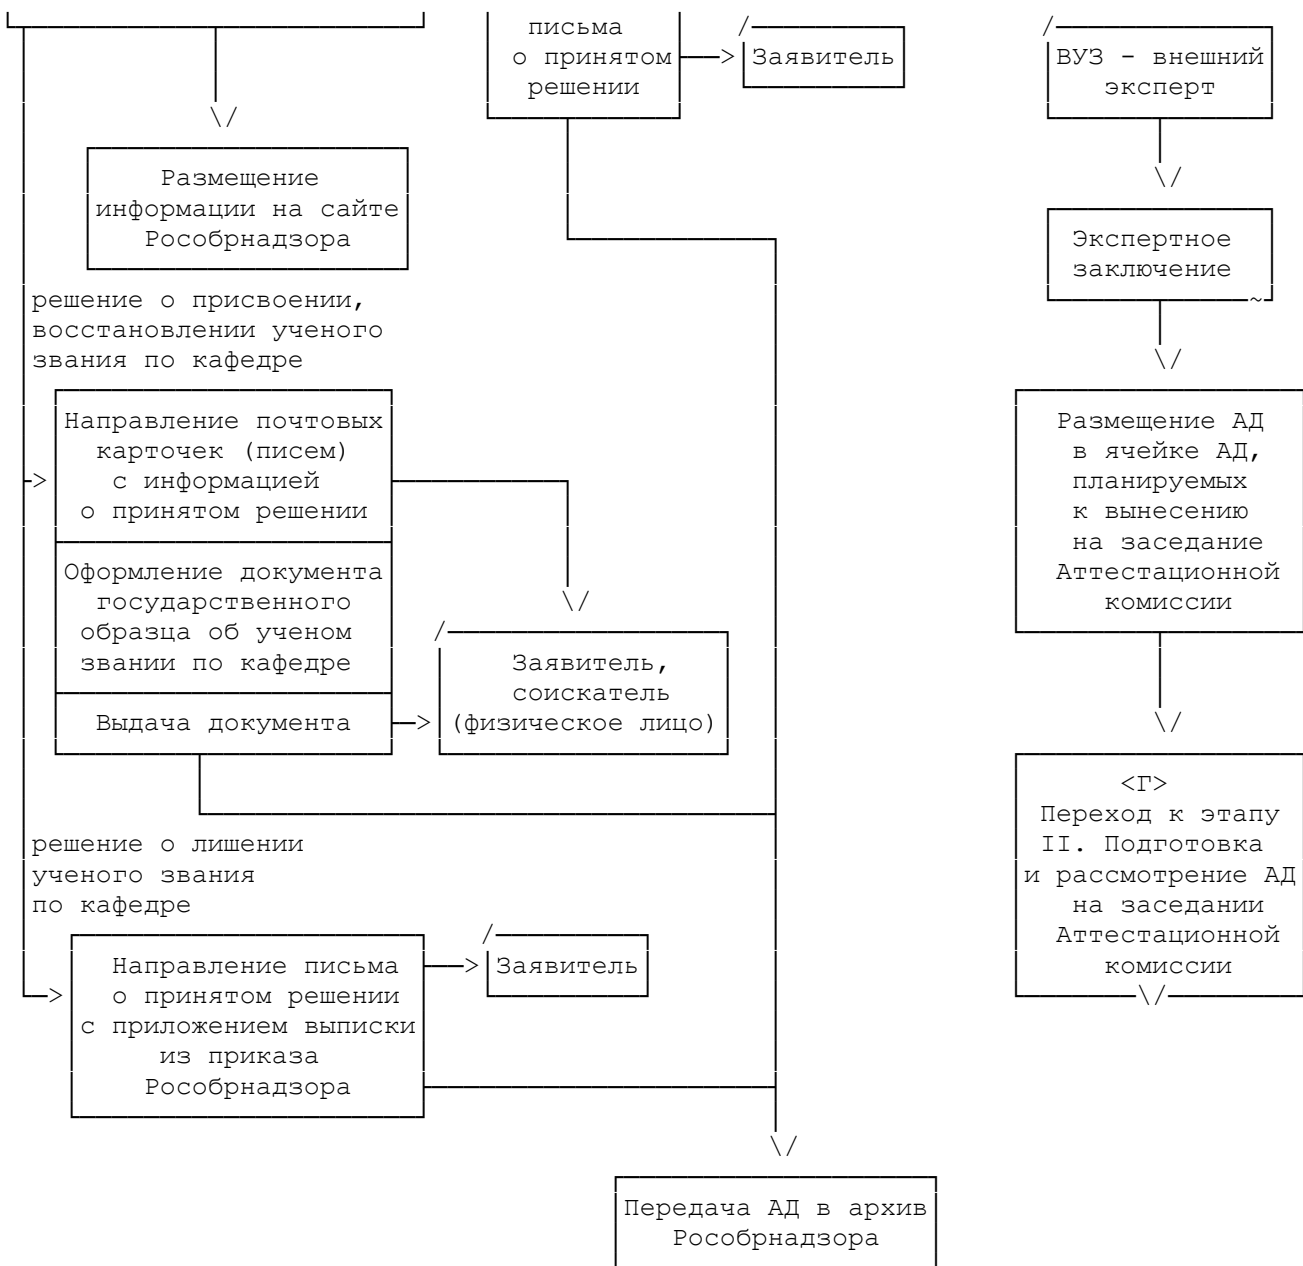 письма
о принятом
решении
Заявитель
ВУЗ - внешний
эксперт
Размещение
информации на сайте
Рособрнадзора
Экспертное
заключение
решение о присвоении,
восстановлении ученого
звания по кафедре
Направление почтовых
карточек (писем)
с информацией
о принятом решении
Оформление документа
государственного
образца об ученом
звании по кафедре
Выдача документа
Заявитель,
соискатель
(физическое лицо)
Размещение АД
в ячейке АД,
планируемых
к вынесению
на заседание
Аттестационной
комиссии
<Г>
Переход к этапу
II. Подготовка
и рассмотрение АД
на заседании
Аттестационной
комиссии
решение о лишении
ученого звания
по кафедре
Направление письма
о принятом решении
с приложением выписки
из приказа
Рособрнадзора
Заявитель
Передача АД в архив
Рособрнадзора